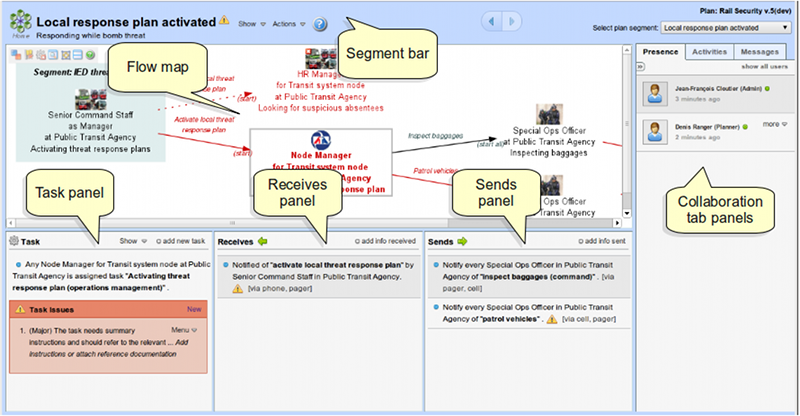 Local response plan activated
Show
Actions
?
Plan: Rail Security v.5(dev)
Home
Responding while bomb threat
Select plan segment:
Local response plan activated
Segment bar
Flow map
Segment: IED thre
local threat
response plan
(start)
HR Manager
for Transit system node
at Public Transit Agency
Looking for suspicious absentees
Senior Command Staff
as Manager
at Public Transit Agency
Activating threat response plans
Activate local threat
response plan
(start)
Node Manager
for Transit system node
Agency
response plan
Inspect baggages
(start all)
Patrol vehicles
Special Ops Officer
at Public Transit Agency
Inspecting baggages
Ops Officer
Transit Agency
Presence
Activities
Messages
show all users
Jean-François Cloutier (Admin)
3 minutes ago
Denis Ranger (Planner)
more
3 minutes ago
Task panel
Receives
panel
Sends
panel
Collaboration
tab panels
Task
Show
add new task
Any Node Manager for Transit system node at Public
Transit Agency is assigned task "Activating threat
response plan (operations management)" .
Task issues
New
1. (Major) The task needs summary
Menu
instructions and should refer to the relevant ... Add
instructions or attach reference documentation
Receives
add info received
Notified of "activate local threat response plan" by
Senior Command Staff in Public Transit Agency.
[via phone, pager]
Sends
add info sent
Notify every Special Ops Officer in Public Transit
Agency of "Inspect baggages (command)" . [via
pager, cell]
Notify every Special Ops Officer in Public Transit
Agency of "patrol vehicles" . [via cell, pager]